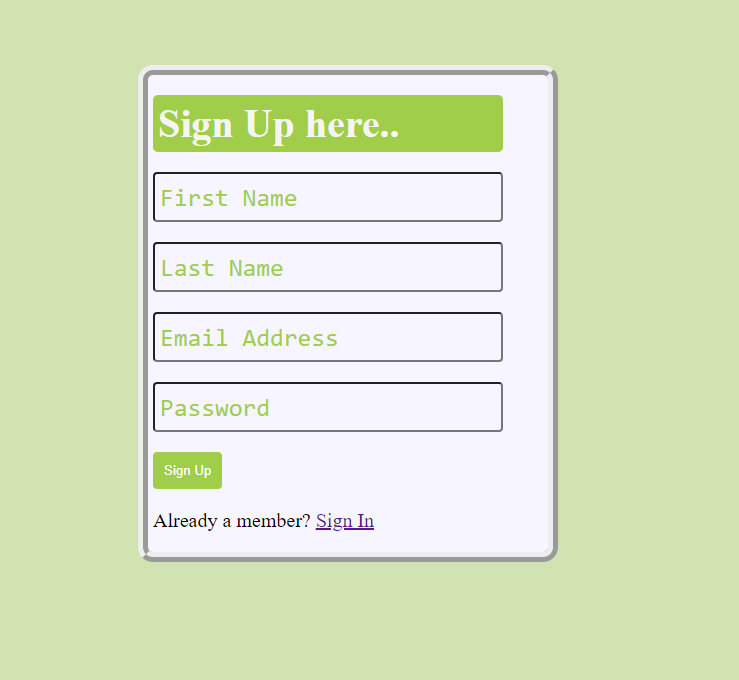 Sign Up here..
First Name
Last Name
Email Address
Password
Sign Up
Already a member? Sign In